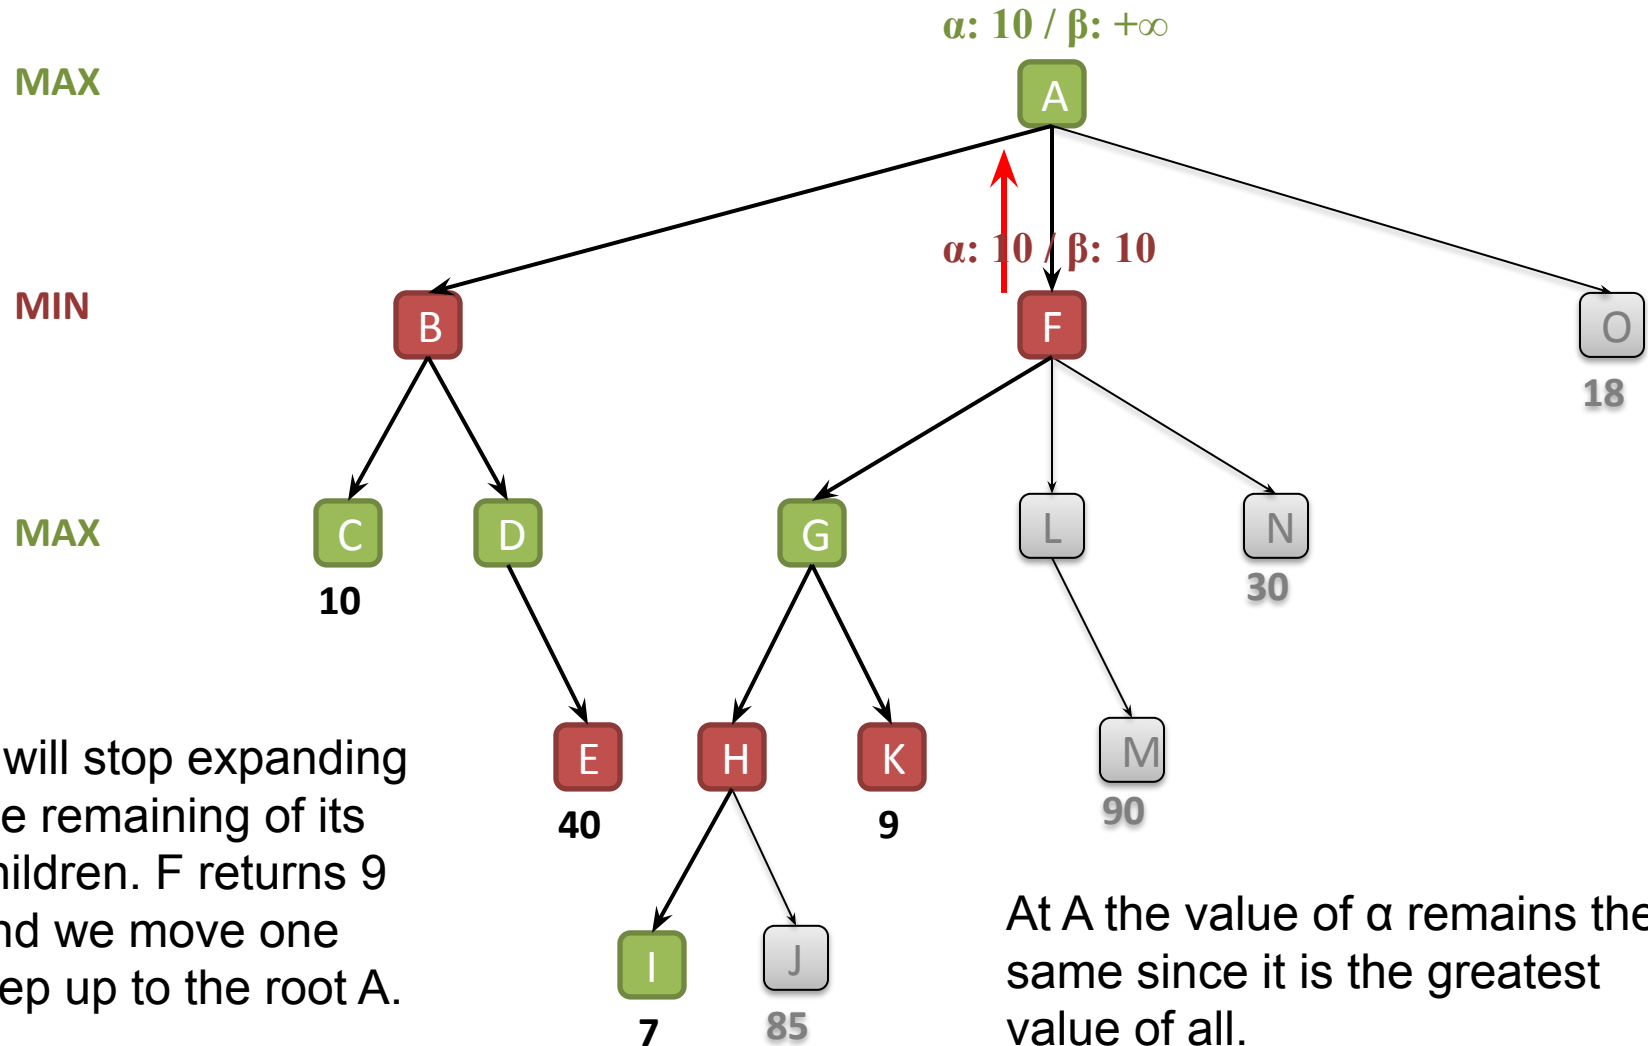 α: 10 / β: +∞
MAX
A
α: 10 / β: 10
MIN
B
F
O
18
MAX
C
D
G
L
N
10
30
E
H
K
M
40
9
90
will stop expanding
e remaining of its
hildren. F returns 9
nd we move one
ep up to the root A.
I
J
7
85
At A the value of α remains the
same since it is the greatest
value of all.